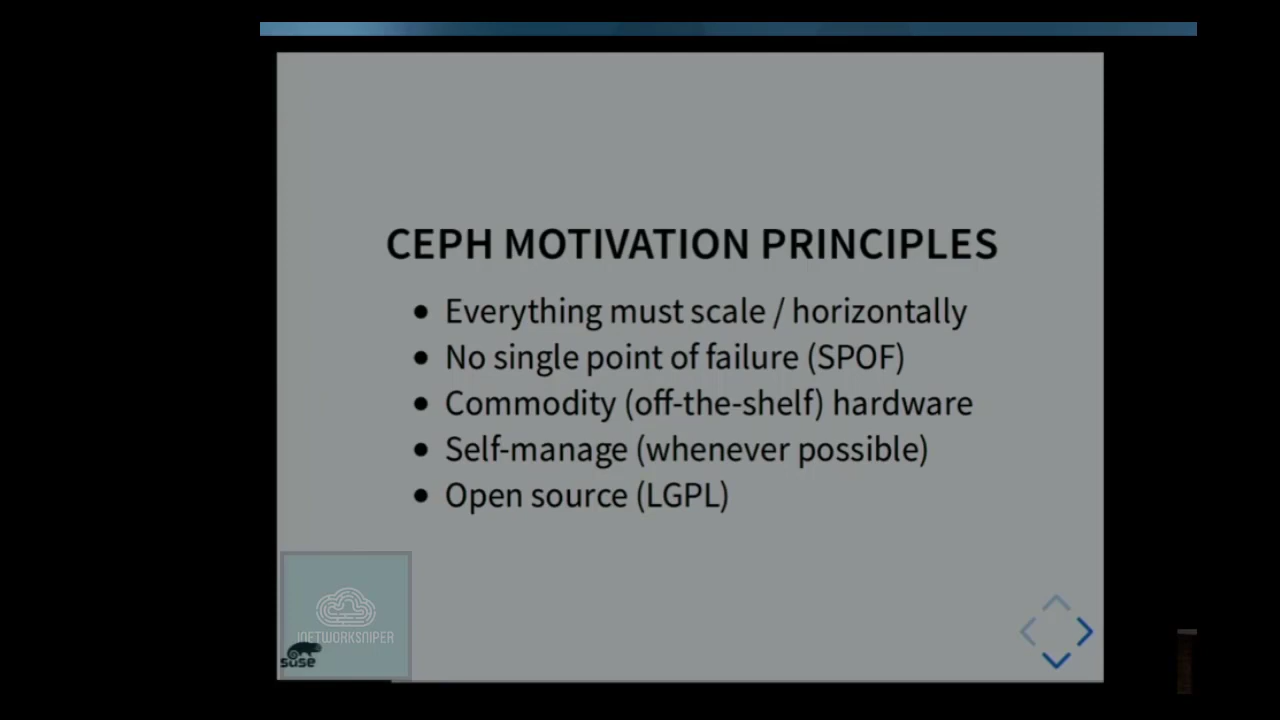 CEPH MOTIVATION PRINCIPLES
• Everything must scale / horizontally
• No single point of failure (SPOF)
• Commodity (off-the-shelf) hardware
• Self-manage (whenever possible)
• Open source (LGPL)
INETWORKSNIPER
suse